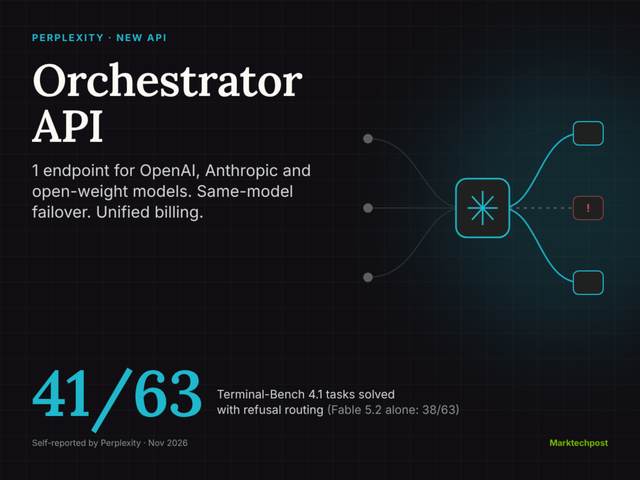 PERPLEXITY · NEW API
Orchestrator
API
1 endpoint for OpenAI, Anthropic and
open-weight models. Same-model
failover. Unified billing.
!
41/63
Terminal-Bench 4.1 tasks solved
with refusal routing (Fable 5.2 alone: 38/63)
Self-reported by Perplexity · Nov 2026
Marktechpost